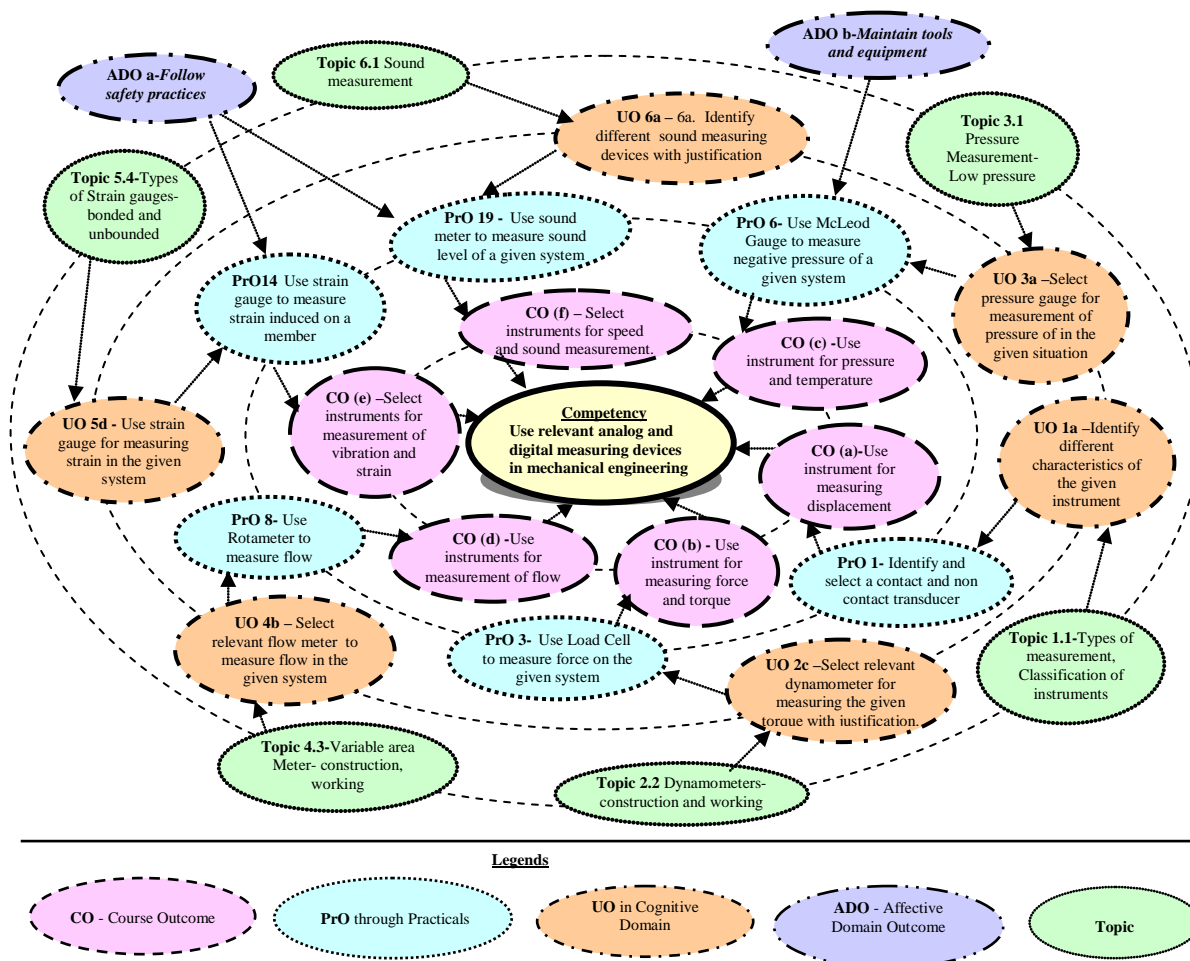 ADO a-Follow
safety practices
Topic 6.1 Sound
measurement
ADO b-Maintain tools
and equipment
UO 6a – 6a. Identify
different sound measuring
devices with justification
Topic 3.1
Pressure
Measurement-
Low pressure
Topic 5.4-Types
of Strain gauges-
bonded and
unbounded
PrO 19 - Use sound
meter to measure sound
level of a given system
PrO 6- Use McLeod
Gauge to measure
negative pressure of a
given system
PrO14 Use strain
gauge to measure
strain induced on a
member
UO 3a –Select
pressure gauge for
measurement of
pressure of in the
given situation
CO (f) – Select
instruments for speed
and sound measurement.
CO (c) -Use
instrument for pressure
and temperature
CO (e) –Select
instruments for
measurement of
vibration and
strain
Competency
Use relevant analog and
digital measuring devices
in mechanical engineering
UO 5d - Use strain
gauge for measuring
strain in the given
system
CO (a)-Use
instrument for
measuring
displacement
UO 1a –Identify
different
characteristics of
the given
instrument
PrO 8- Use
Rotameter to
measure flow
CO (d) -Use
instruments for
measurement of flow
CO (b) - Use
instrument for
measuring force
and torque
PrO 1- Identify and
select a contact and non
contact transducer
UO 4b – Select
relevant flow meter to
measure flow in the
given system
PrO 3- Use Load Cell
to measure force on the
given system
UO 2c –Select relevant
dynamometer for
measuring the given
torque with justification.
Topic 1.1-Types of
measurement,
Classification of
instruments
Topic 4.3-Variable area
Meter- construction,
working
Topic 2.2 Dynamometers-
construction and working
Legends
CO - Course Outcome
PrO through Practicals
UO in Cognitive
Domain
ADO - Affective
Domain Outcome
Topic